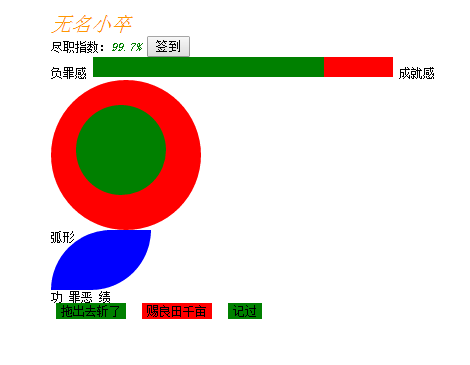 无名小卒
尽职指数：99.7% 签到
负罪感 成就感
弧形
功 罪恶 绩
拖出去斩了 赐良田千亩 记过